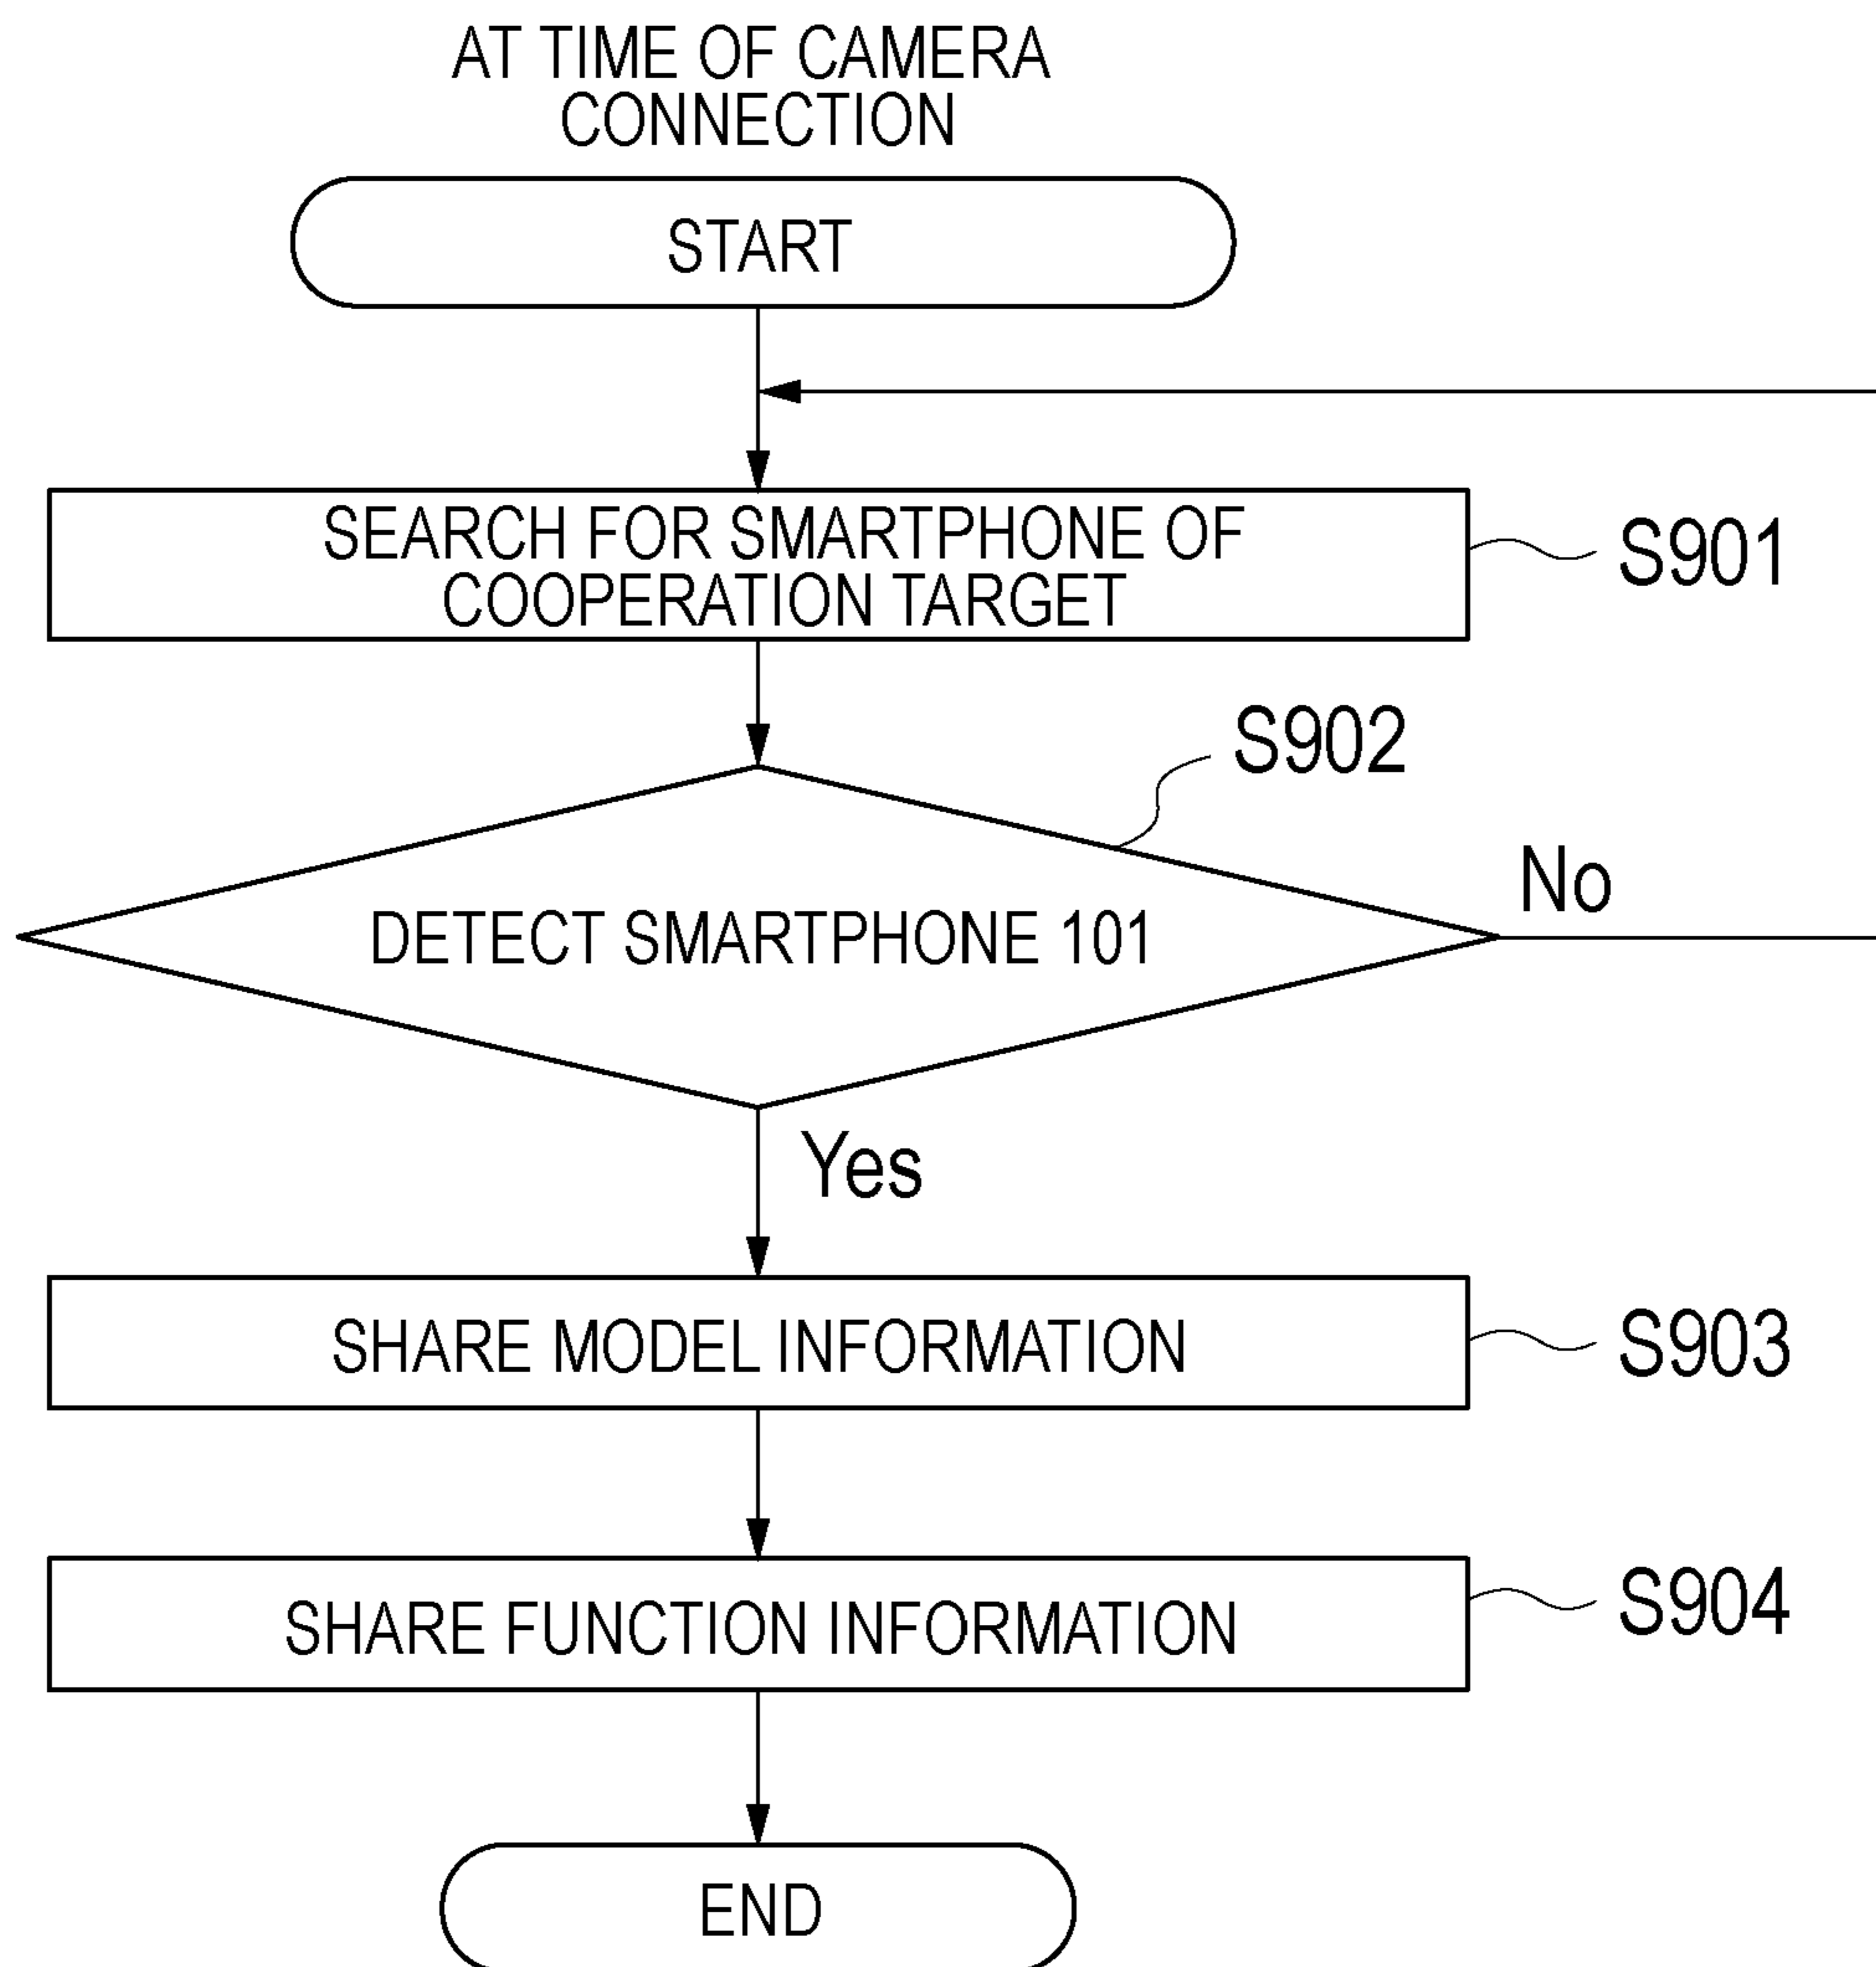 AT TIME OF CAMERA
CONNECTION
START
SEARCH FOR SMARTPHONE OF
COOPERATION TARGET
S901
S902
DETECT SMARTPHONE 101
No
Yes
SHARE MODEL INFORMATION
S903
SHARE FUNCTION INFORMATION
S904
END